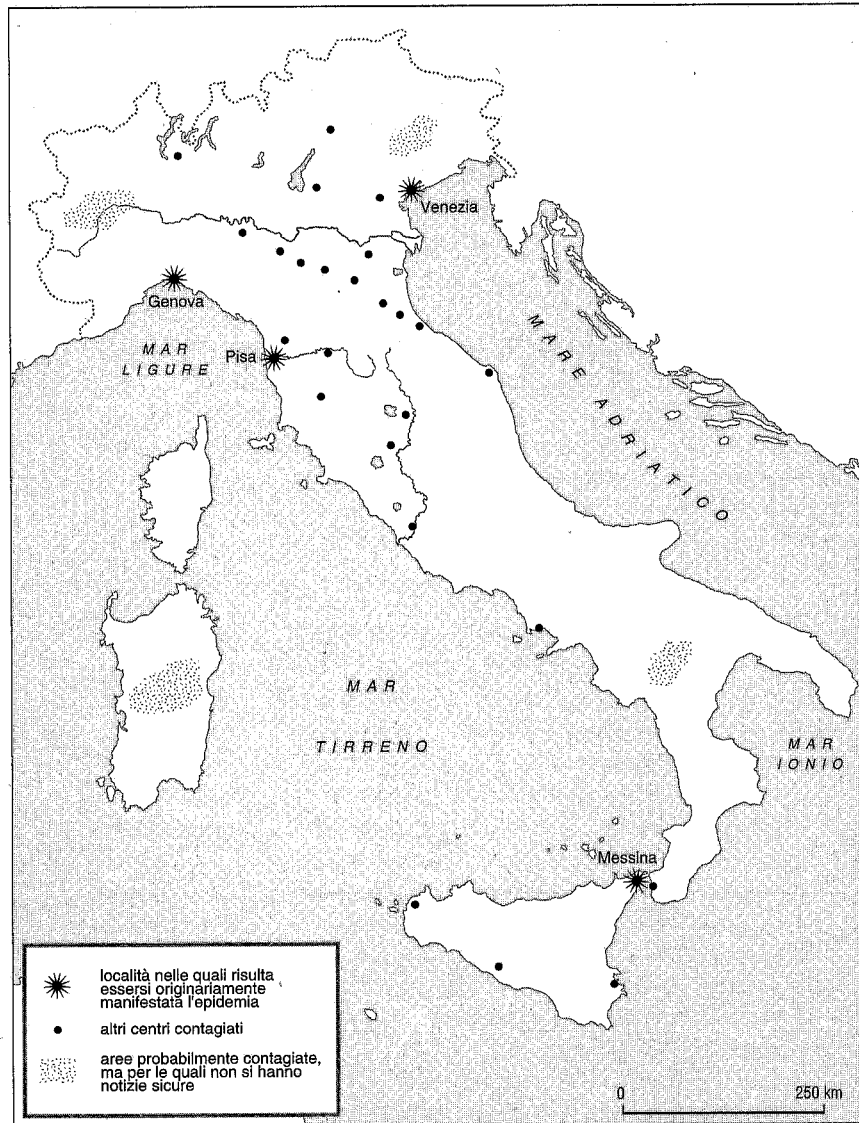 Venezia
Genova
MAR
LIGURE
Pisa
MARE ADRIATICO
MAR
TIRRENO
MAR
IONIO
Messina
località nelle quali risulta
essersi originariamente
manifestata l'epidemia
altri centri contagiati
aree probabilmente contagiate,
ma per le quali non si hanno
notizie sicure
0 250 km